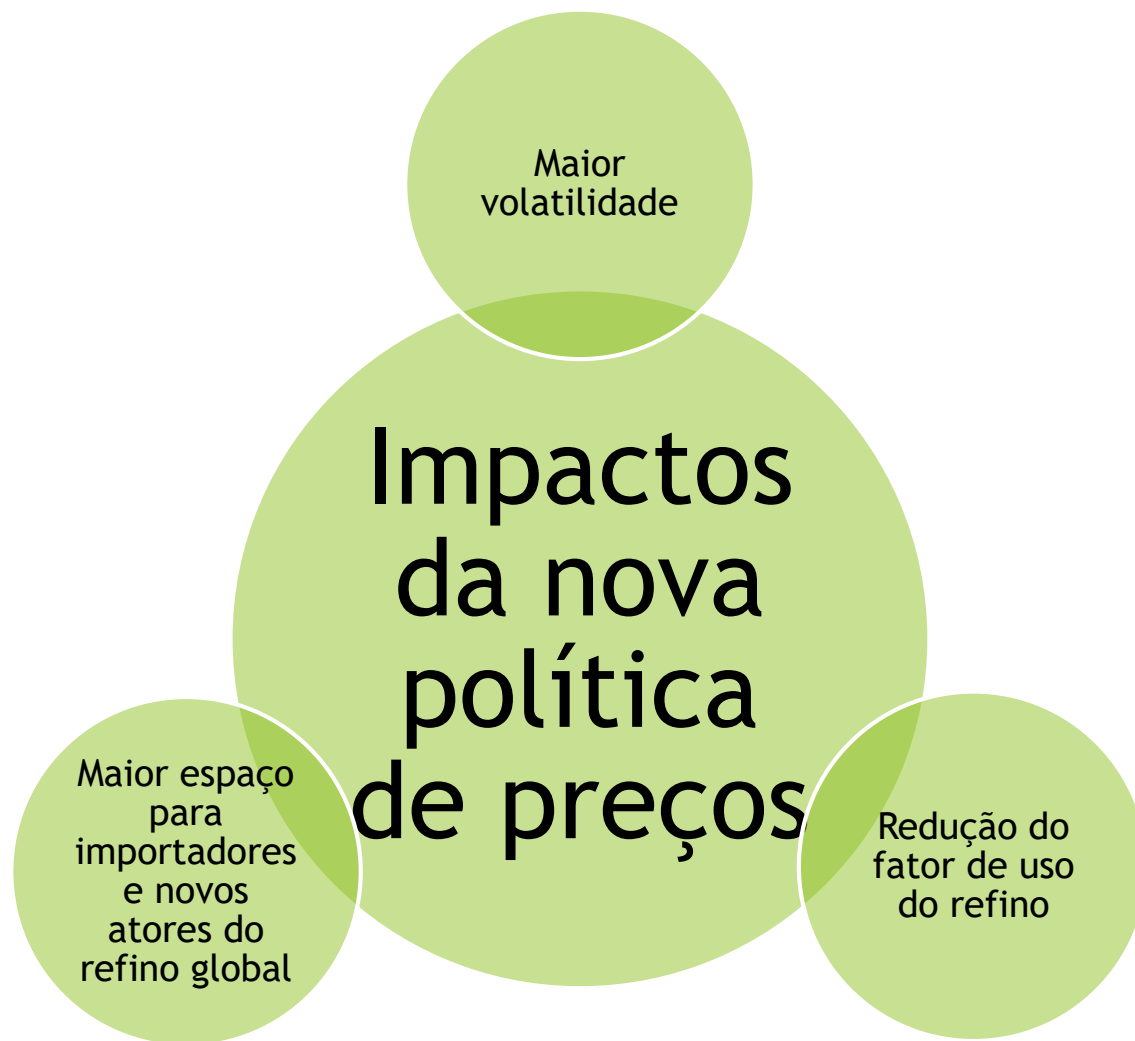 Maior
volatilidade
Impactos
da nova
política
de preços
Maior espaço
para
importadores
e novos
atores do
refino global
Redução do
fator de uso
do refino